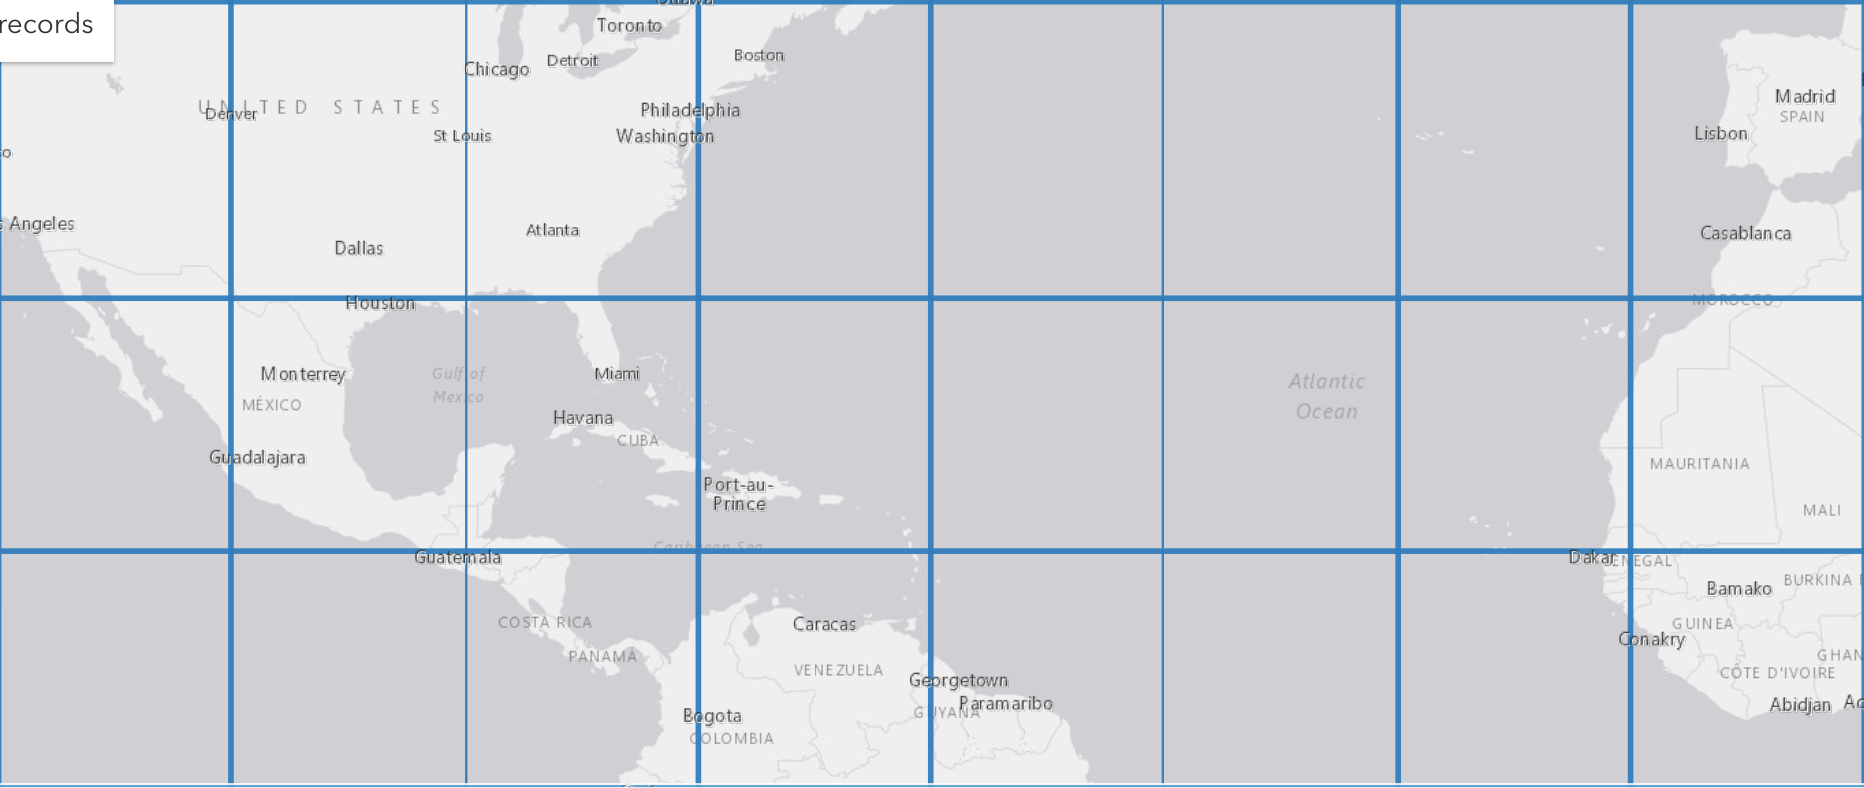 Ottawa
records
Toronto
Boston
Detroit
Chicago
Madrid
UNITED STATES
Philadelphia
Denver
SPAIN
Lisbon
St Louis
Washington
o
s Angeles
Atlanta
Casablanca
Dallas
MOROCCO
Houston
Gulf of
Mexico
Monterrey
Miami
Atlantic
Ocean
MÉXICO
Havana
CUBA
Guadalajara
MAURITANIA
Port-au-
Prince
MALI
Caribbean Sea
Guatemala
Dakar
SENEGAL
BURKINA F
Bamako
COSTA RICA
Caracas
GUINEA
Conakry
PANAMÁ
GHAN
VENEZUELA
CÔTE D'IVOIRE
Georgetown
Paramaribo
Abidjan
Ac
GUYANA
Bogota
COLOMBIA